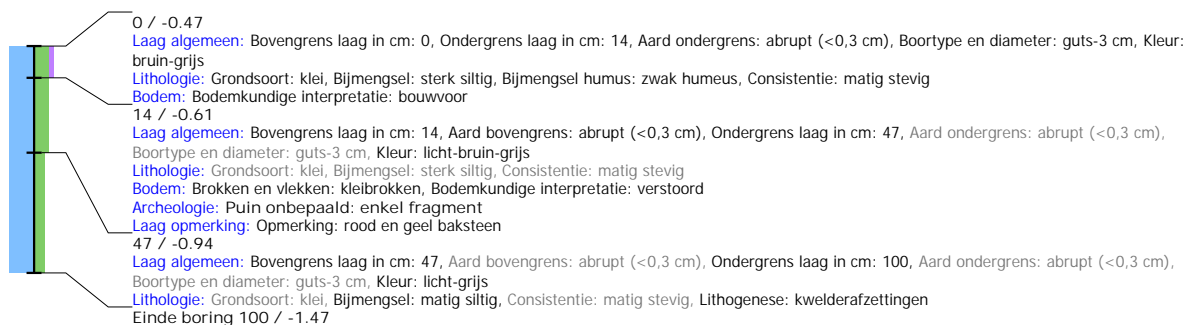 0 / -0.47
Laag algemeen: Bovengrens laag in cm: 0, Ondergrens laag in cm: 14, Aard ondergrens: abrupt (<0,3 cm), Boortype en diameter: guts-3 cm, Kleur:
bruin-grijs
Lithologie: Grondsoort: klei, Bijmengsel: sterk siltig, Bijmengsel humus: zwak humeus, Consistentie: matig stevig
Bodem: Bodemkundige interpretatie: bouwvoor
14 / -0.61
Laag algemeen: Bovengrens laag in cm: 14, Aard bovengrens: abrupt (<0,3 cm), Ondergrens laag in cm: 47, Aard ondergrens: abrupt (<0,3 cm),
Boortype en diameter: guts-3 cm, Kleur: licht-bruin-grijs
Lithologie: Grondsoort: klei, Bijmengsel: sterk siltig, Consistentie: matig stevig
Bodem: Brokken en vlekken: kleibrokken, Bodemkundige interpretatie: verstoord
Archeologie: Puin onbepaald: enkel fragment
Laag opmerking: Opmerking: rood en geel baksteen
47 / -0.94
Laag algemeen: Bovengrens laag in cm: 47, Aard bovengrens: abrupt (<0,3 cm), Ondergrens laag in cm: 100, Aard ondergrens: abrupt (<0,3 cm),
Boortype en diameter: guts-3 cm, Kleur: licht-grijs
Lithologie: Grondsoort: klei, Bijmengsel: matig siltig, Consistentie: matig stevig, Lithogenese: kwelderafzettingen
Einde boring 100 / -1.47